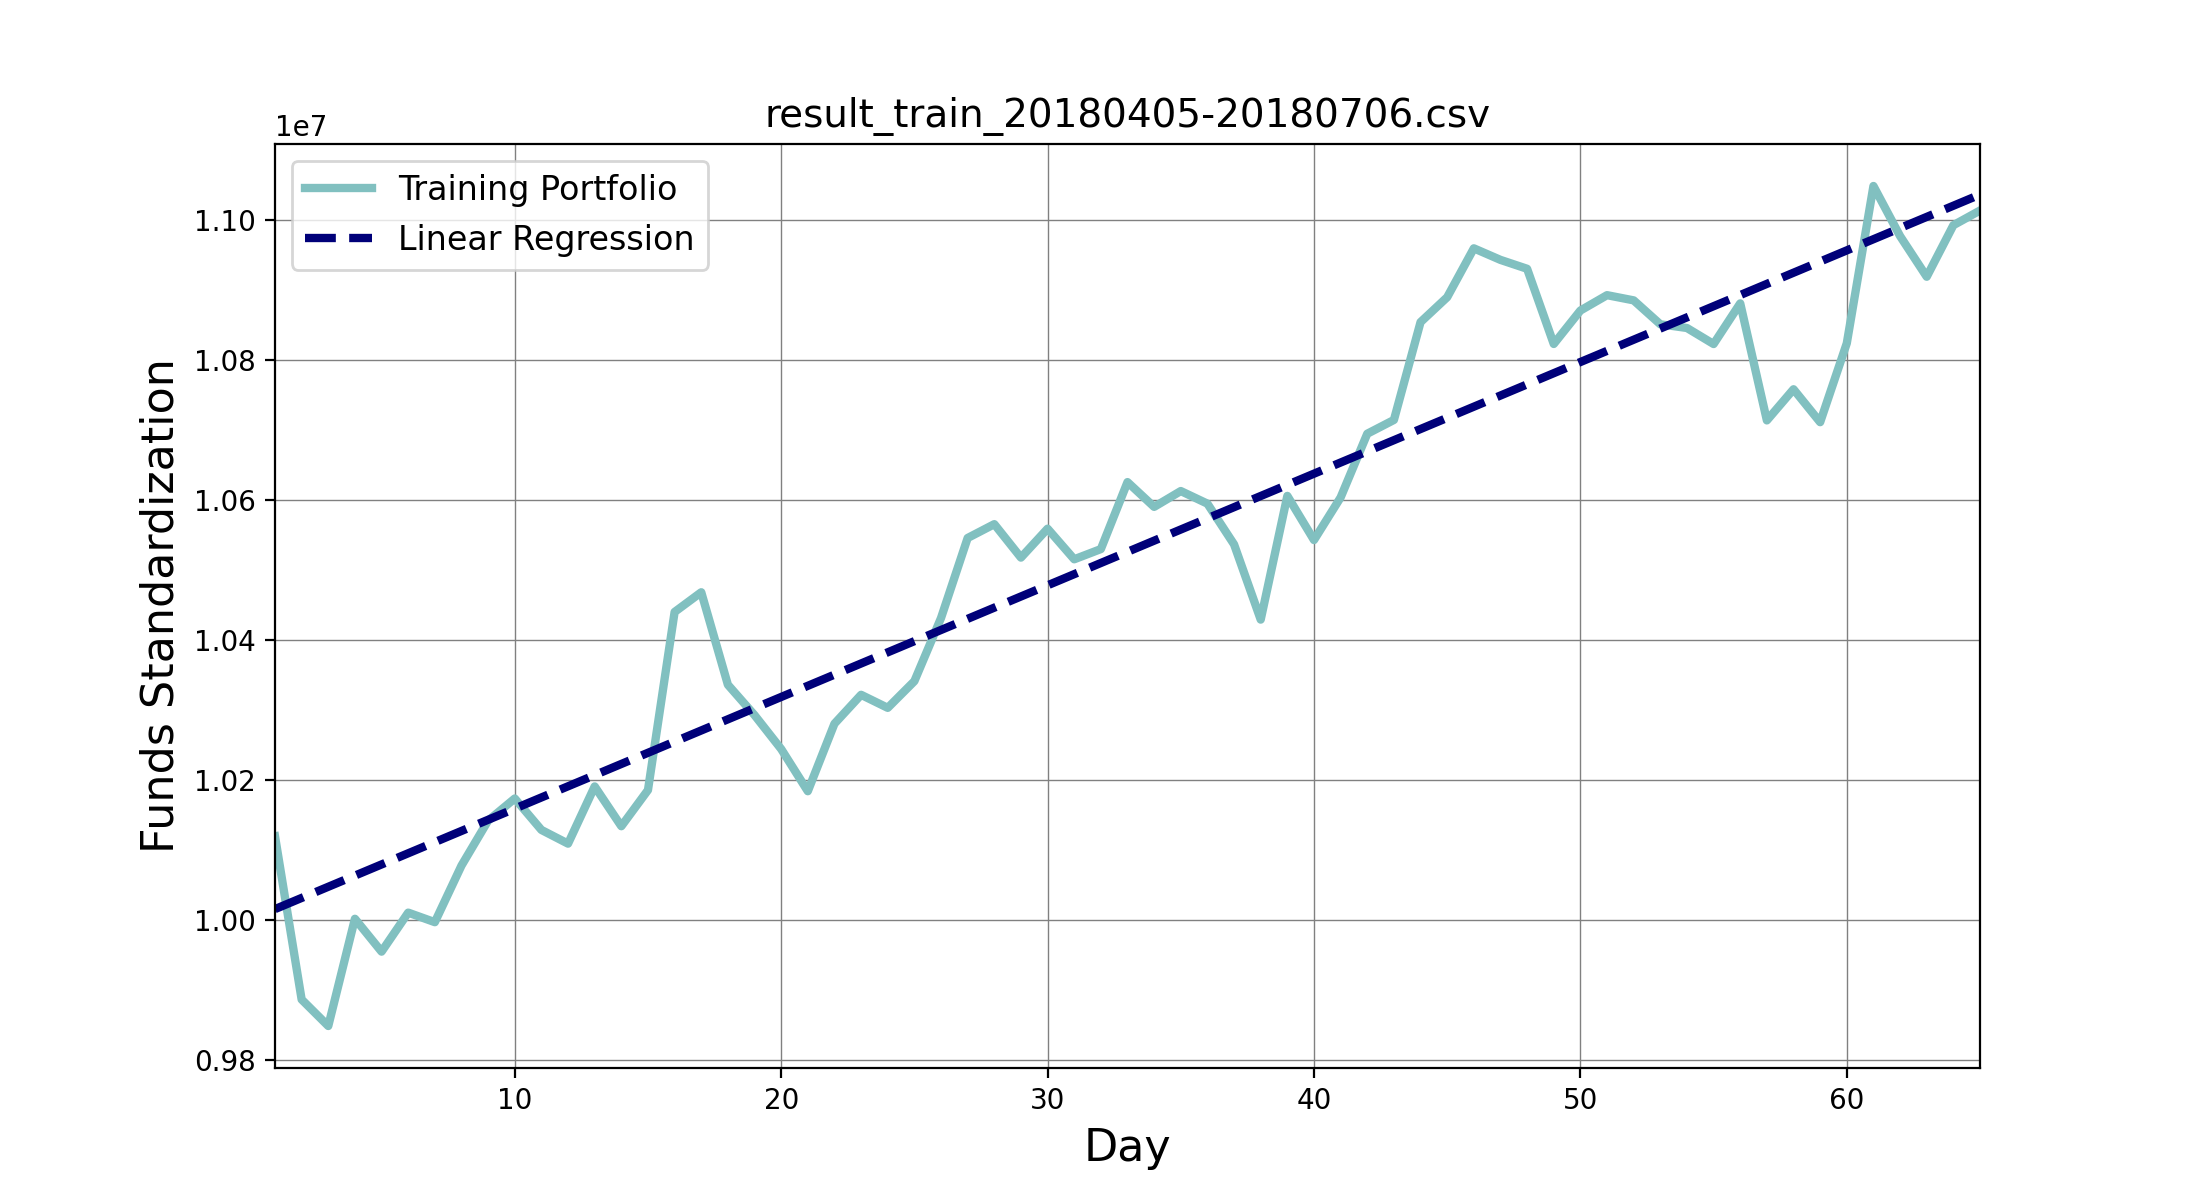 result_train_20180405-20180706.csv
1e7
Training Portfolio
Linear Regression
Funds Standardization
1.10
1.08
1.06
1.04
1.02
1.00
0.98
10 20 30 40 50 60
Day